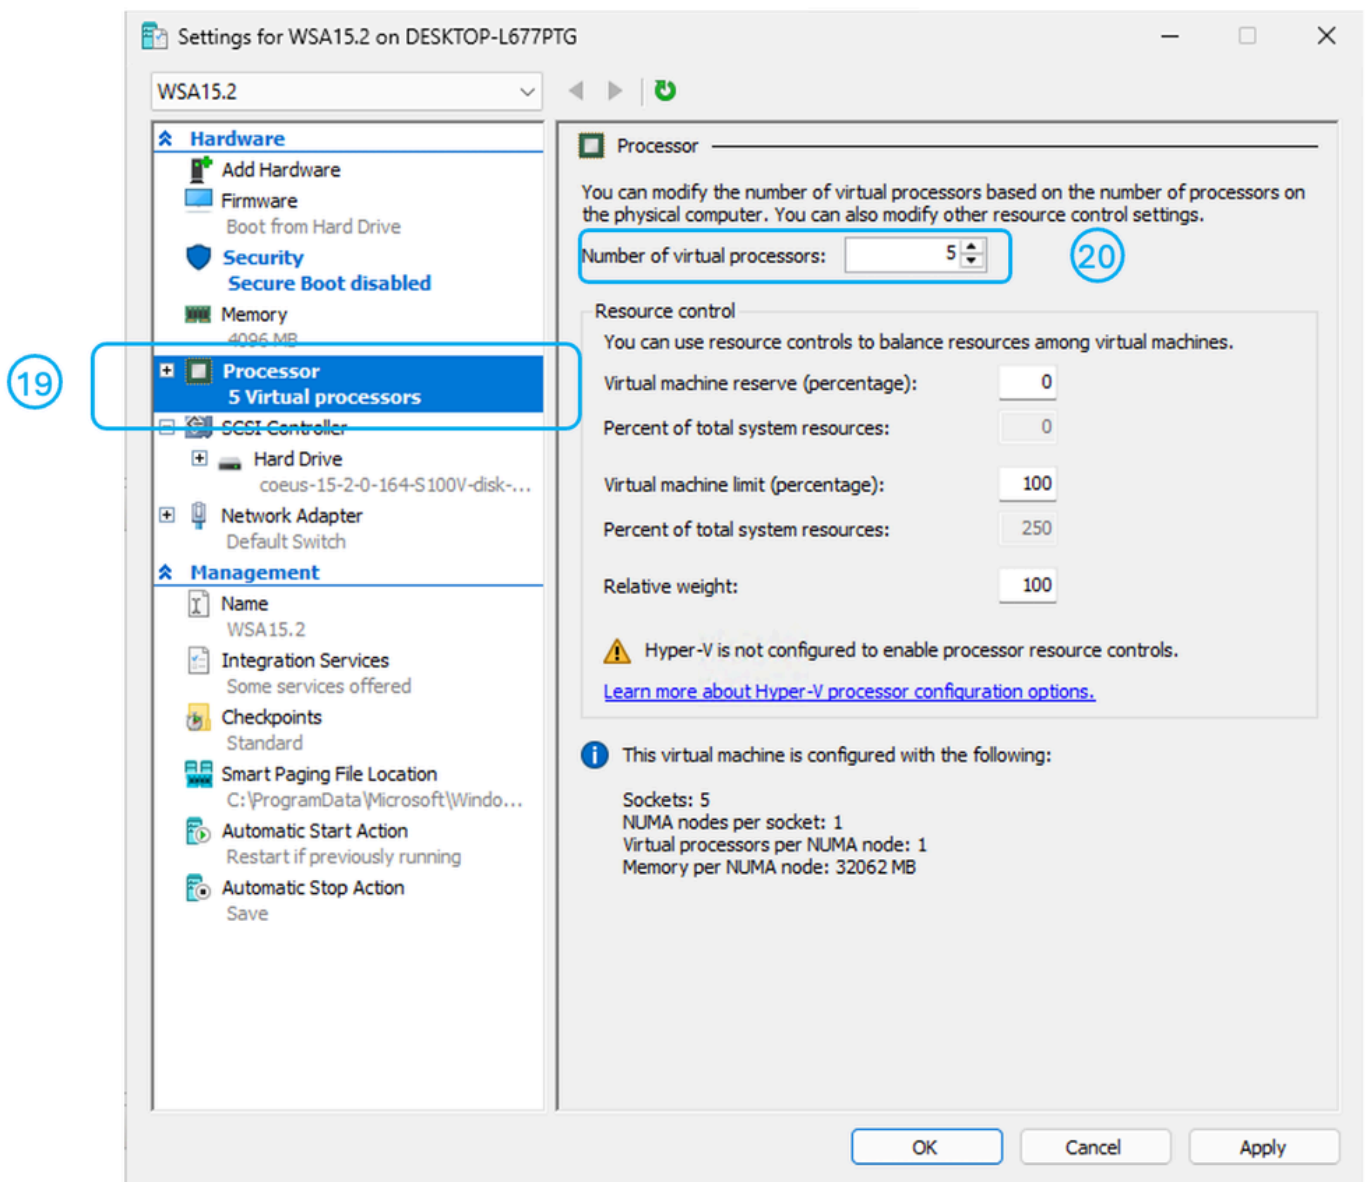 Settings for WSA15.2 on DESKTOP-L677PTG
WSA15.2
Hardware
Add Hardware
Firmware
Boot from Hard Drive
Security
Secure Boot disabled
Memory
4096 MB
19
Processor
5 Virtual processors
SCSI Controller
Hard Drive
coeus-15-2-0-164-S100V-disk-...
Network Adapter
Default Switch
Management
Name
WSA15.2
Integration Services
Some services offered
Checkpoints
Standard
Smart Paging File Location
C:\ProgramData\Microsoft\Windo...
Automatic Start Action
Restart if previously running
Automatic Stop Action
Save
Processor
You can modify the number of virtual processors based on the number of processors on
the physical computer. You can also modify other resource control settings.
Number of virtual processors: 5
20
Resource control
You can use resource controls to balance resources among virtual machines.
Virtual machine reserve (percentage): 0
Percent of total system resources: 0
Virtual machine limit (percentage): 100
Percent of total system resources: 250
Relative weight: 100
Hyper-V is not configured to enable processor resource controls.
Learn more about Hyper-V processor configuration options.
This virtual machine is configured with the following:
Sockets: 5
NUMA nodes per socket: 1
Virtual processors per NUMA node: 1
Memory per NUMA node: 32062 MB
OK Cancel Apply